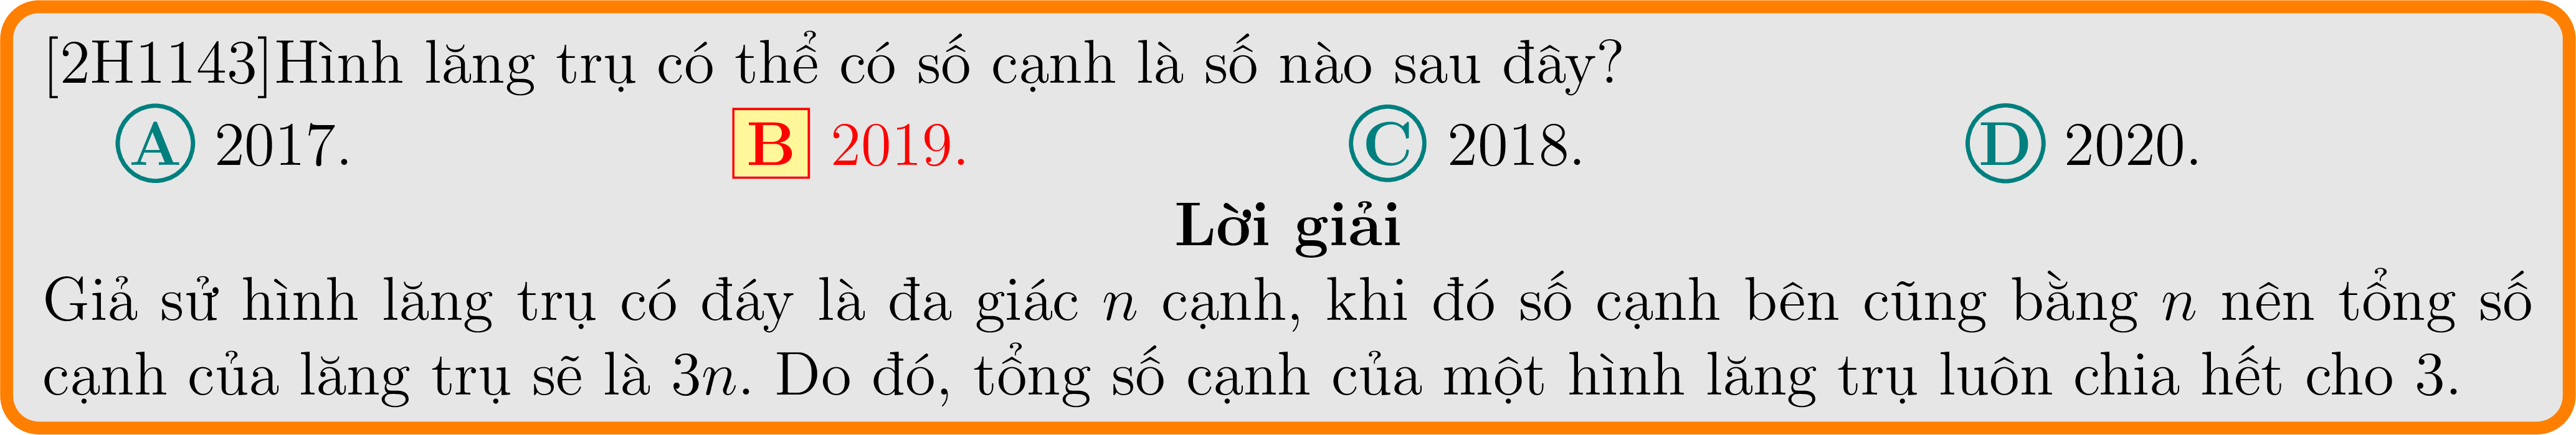 [2H1143]Hình lăng trụ có thể có số cạnh là số nào sau đây?
A 2017. B 2019. C 2018. D 2020.
Lời giải
Giả sử hình lăng trụ có đáy là đa giác n cạnh, khi đó số cạnh bên cũng bằng n nên tổng số
cạnh của lăng trụ sẽ là 3n. Do đó, tổng số cạnh của một hình lăng trụ luôn chia hết cho 3.